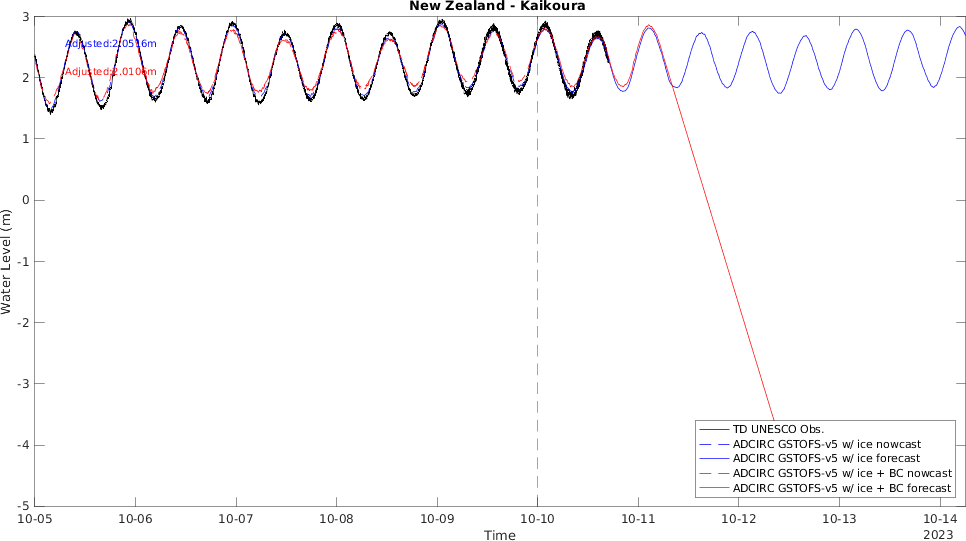 New Zealand - Kaikoura
3
2
1
0
-1
-2
-3
-4
-5
Water Level (m)
Adjusted:2.0516m
Adjusted:2.0106m
TD UNESCO Obs.
ADCIRC GSTOFS-v5 w/ ice nowcast
ADCIRC GSTOFS-v5 w/ ice forecast
ADCIRC GSTOFS-v5 w/ ice + BC nowcast
ADCIRC GSTOFS-v5 w/ ice + BC forecast
10-05 10-06 10-07 10-08 10-09 10-10 10-11 10-12 10-13 10-14
Time
2023